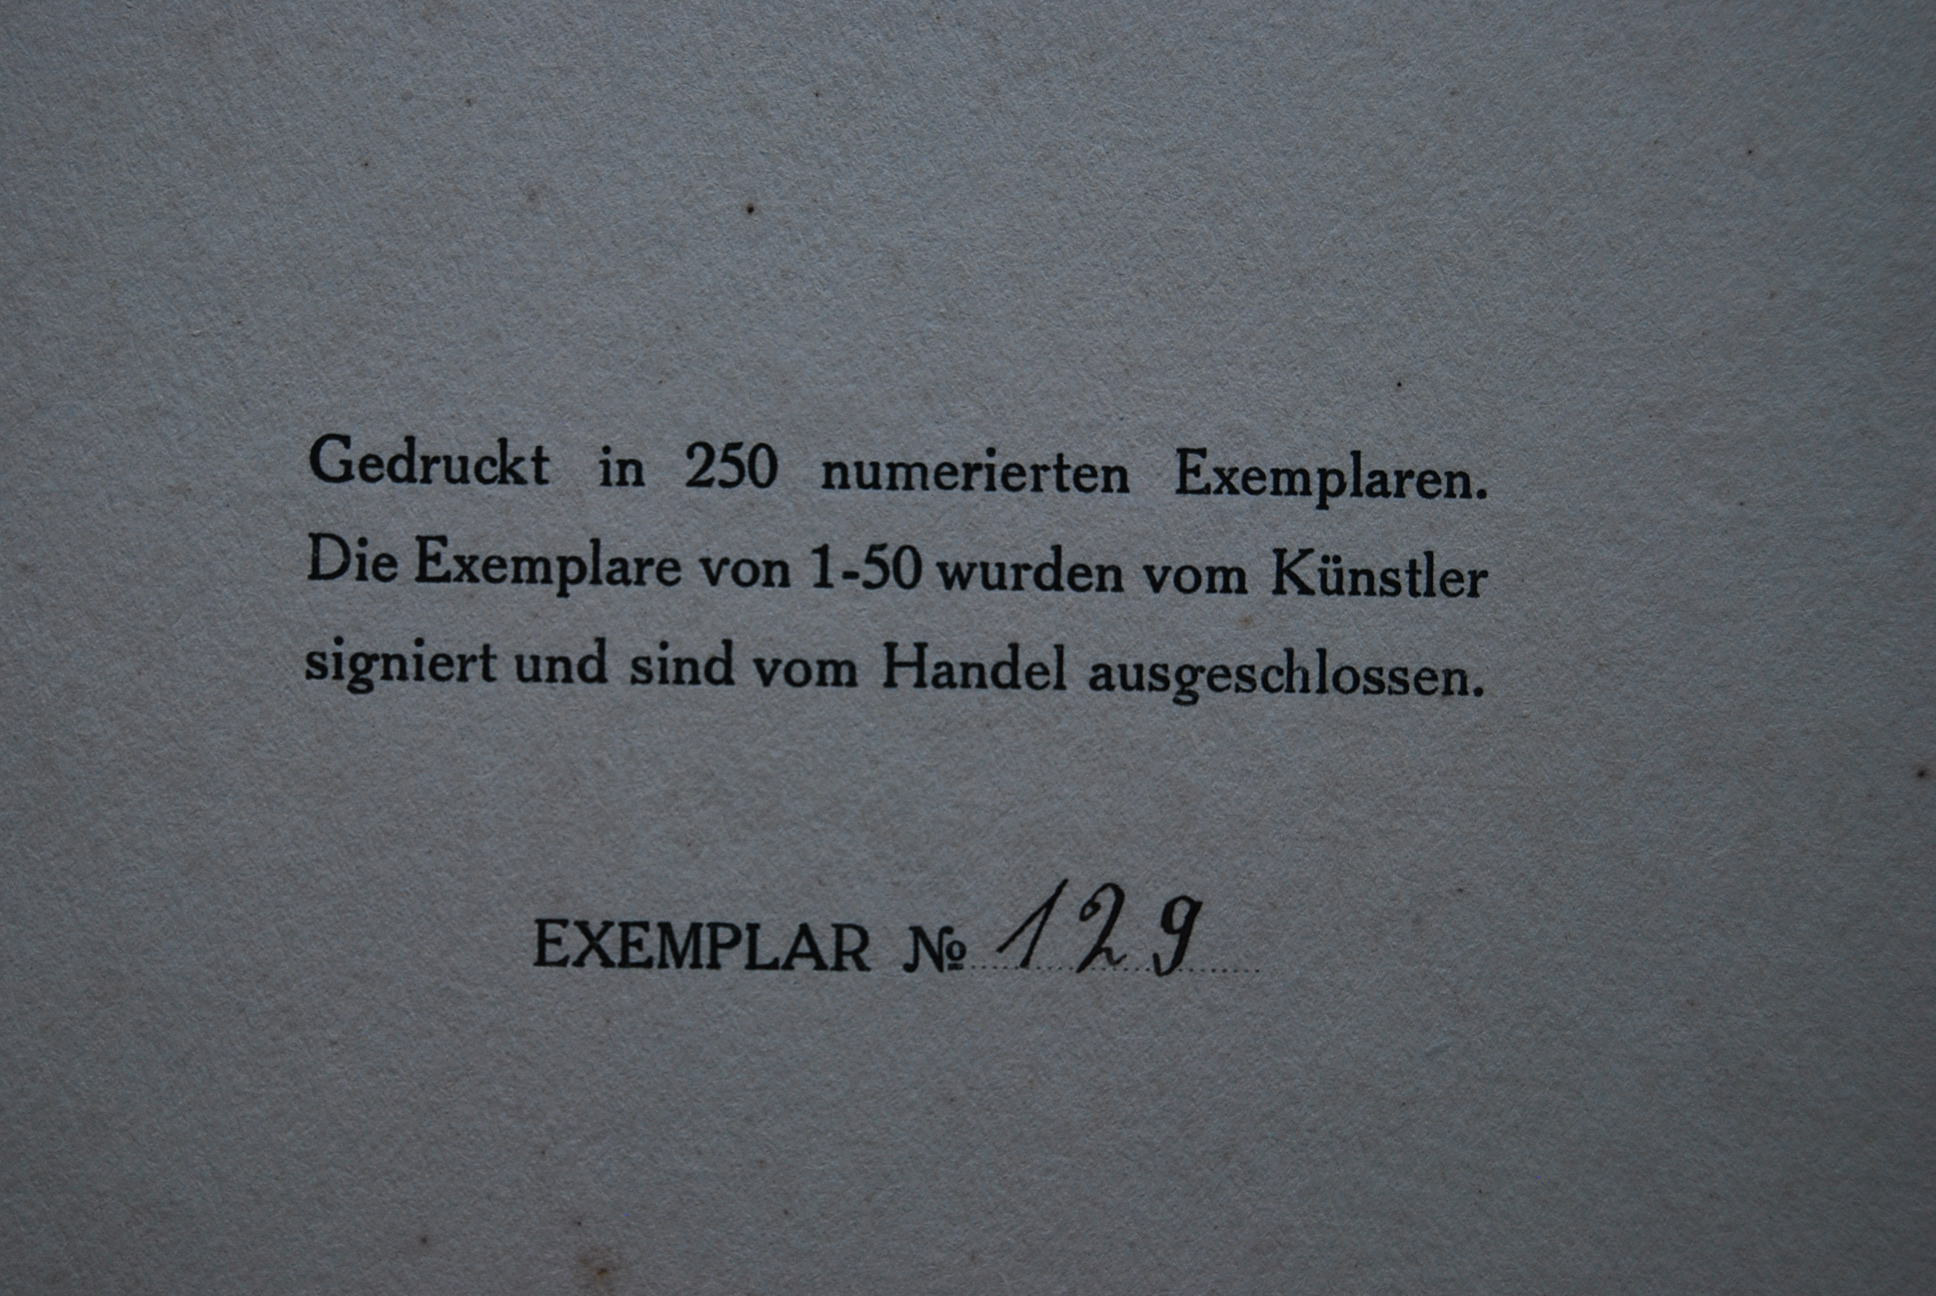 Gedruckt in 250 numerierten Exemplaren.
Die Exemplare von 1-50 wurden vom Künstler
signiert und sind vom Handel ausgeschlossen.
EXEMPLAR № 129